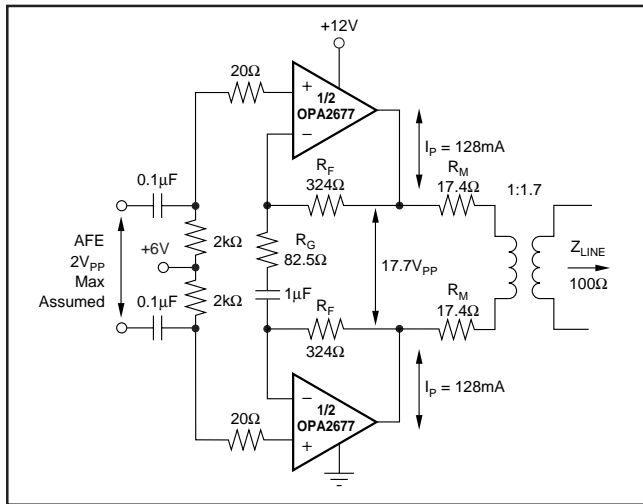 +12V
20Ω
+
1/2
OPA2677
−
I_P = 128mA
R_F
324Ω
R_M
17.4Ω
1:1.7
0.1µF
AFE
2V_PP
Max
Assumed
2kΩ
+6V
2kΩ
R_G
82.5Ω
1µF
17.7V_PP
Z_LINE
100Ω
0.1µF
R_F
324Ω
R_M
17.4Ω
I_P = 128mA
20Ω
−
1/2
OPA2677
+